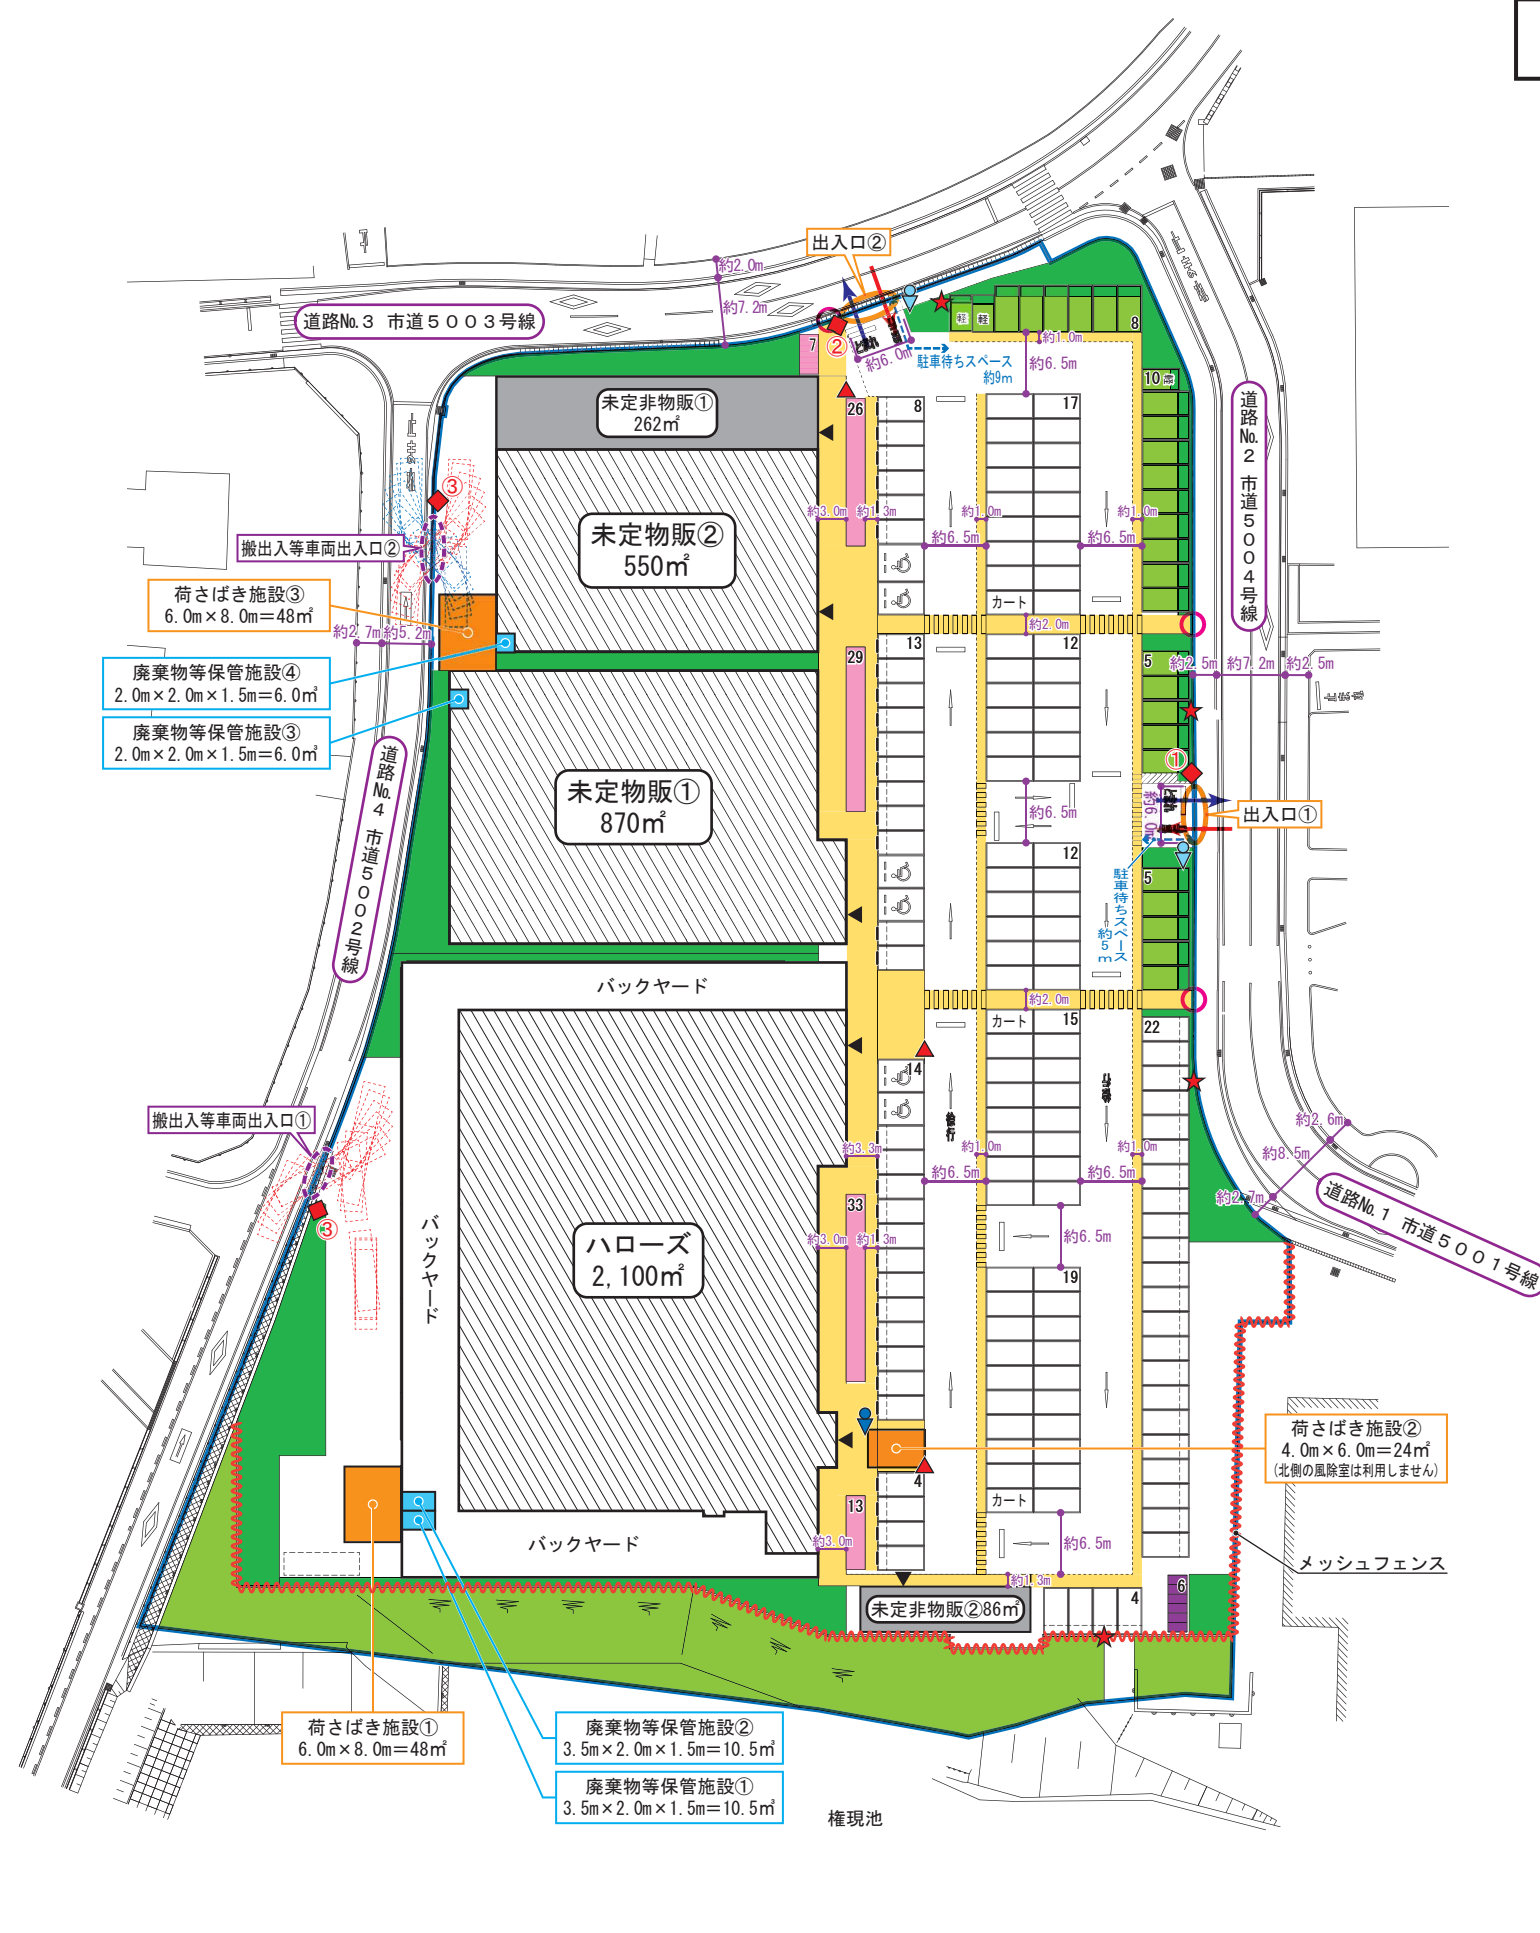 出入口②
約2.0m
約7.2m
道路No.3 市道5003号線
②
7
約6.0m
駐車待ちスペース
約9m
軽
軽
8
約1.0m
約6.5m
10
軽
道路No.2 市道5004号線
未定非物販①
262㎡
26
8
17
③
搬出入等車両出入口②
未定物販②
550㎡
約3.0m
約1.3m
約1.0m
約1.0m
約6.5m
約6.5m
荷さばき施設③
6.0m×8.0m=48㎡
カート
約2.7m
約5.2m
約2.0m
29
13
12
5
約2.5m
約7.2m
約2.5m
廃棄物等保管施設④
2.0m×2.0m×1.5m=6.0㎥
廃棄物等保管施設③
2.0m×2.0m×1.5m=6.0㎥
道路No.4 市道5002号線
未定物販①
870㎡
①
約6.5m
約6.0m
出入口①
12
5
駐車待ちスペース
約5m
バックヤード
約2.0m
カート
15
22
14
搬出入等車両出入口①
③
徐行
徐行
約3.3m
約1.0m
約1.0m
約6.5m
約6.5m
約2.6m
約8.5m
約2.7m
道路No.1 市道5001号線
バックヤード
ハローズ
2,100㎡
33
約3.0m
約1.3m
約6.5m
19
荷さばき施設②
4.0m×6.0m=24㎡
(北側の風除室は利用しません)
4
カート
13
約3.0m
約6.5m
バックヤード
メッシュフェンス
約1.3m
未定非物販②86㎡
4
6
荷さばき施設①
6.0m×8.0m=48㎡
廃棄物等保管施設②
3.5m×2.0m×1.5m=10.5㎥
廃棄物等保管施設①
3.5m×2.0m×1.5m=10.5㎥
権現池